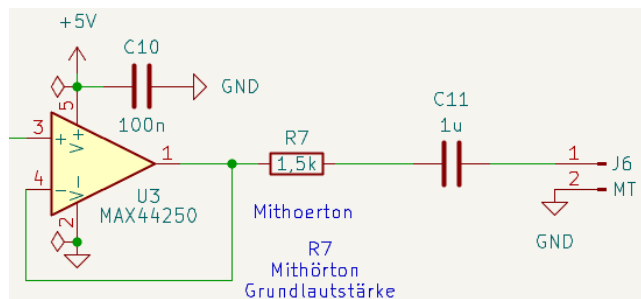 +5V
C10
GND
100n
5
3
+
V+
1
4
-
V-
2
U3
MAX44250
R7
1,5k
C11
1u
1
J6
2
MT
GND
Mithoerton
R7
Mithörton
Grundlautstärke